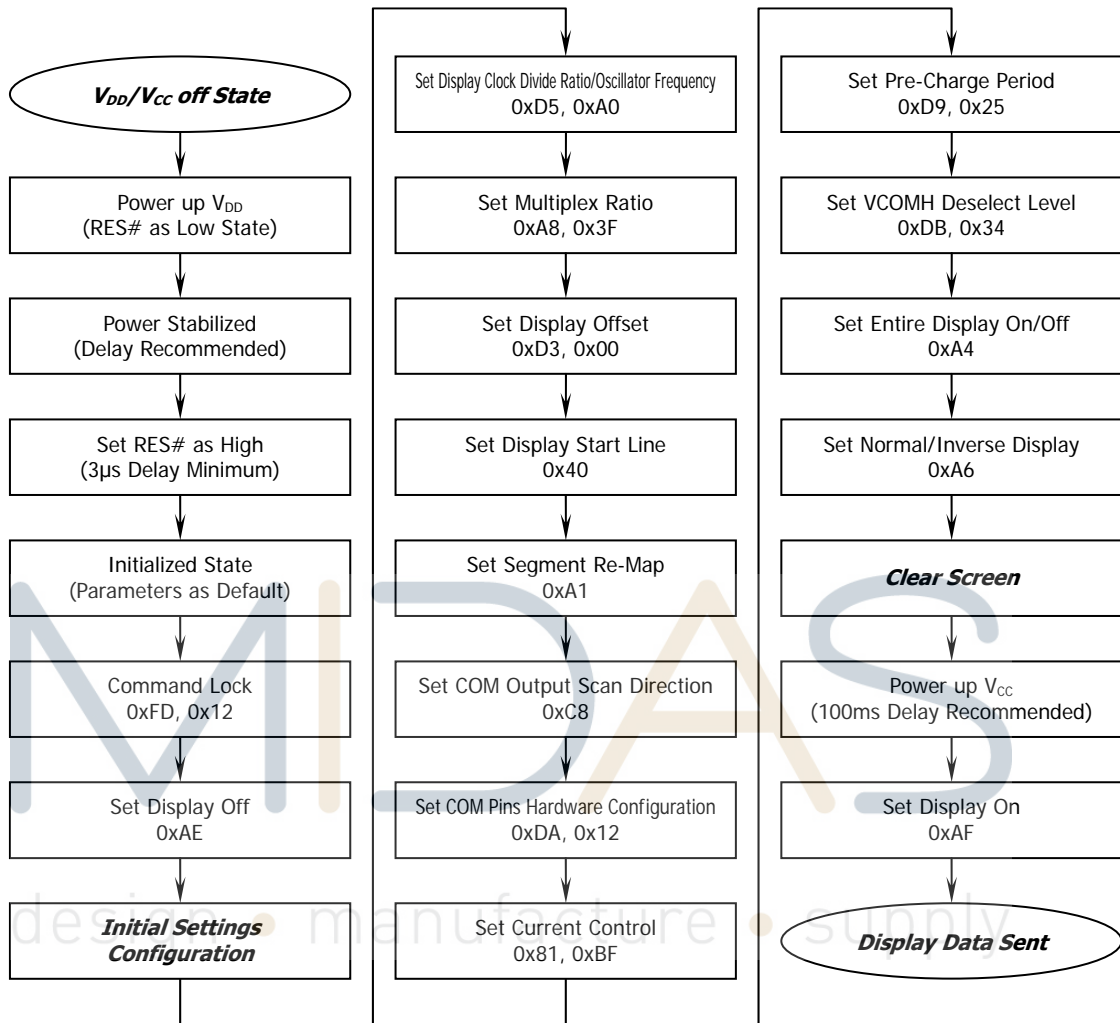 V_DD/V_CC off State
Power up V_DD
(RES# as Low State)
Power Stabilized
(Delay Recommended)
Set RES# as High
(3µs Delay Minimum)
Initialized State
(Parameters as Default)
Command Lock
0xFD, 0x12
Set Display Off
0xAE
Initial Settings
Configuration
Set Display Clock Divide Ratio/Oscillator Frequency
0xD5, 0xA0
Set Multiplex Ratio
0xA8, 0x3F
Set Display Offset
0xD3, 0x00
Set Display Start Line
0x40
Set Segment Re-Map
0xA1
Set COM Output Scan Direction
0xC8
Set COM Pins Hardware Configuration
0xDA, 0x12
Set Current Control
0x81, 0xBF
Set Pre-Charge Period
0xD9, 0x25
Set VCOMH Deselect Level
0xDB, 0x34
Set Entire Display On/Off
0xA4
Set Normal/Inverse Display
0xA6
Clear Screen
Power up V_CC
(100ms Delay Recommended)
Set Display On
0xAF
Display Data Sent
MIDAS
design • manufacture • supply